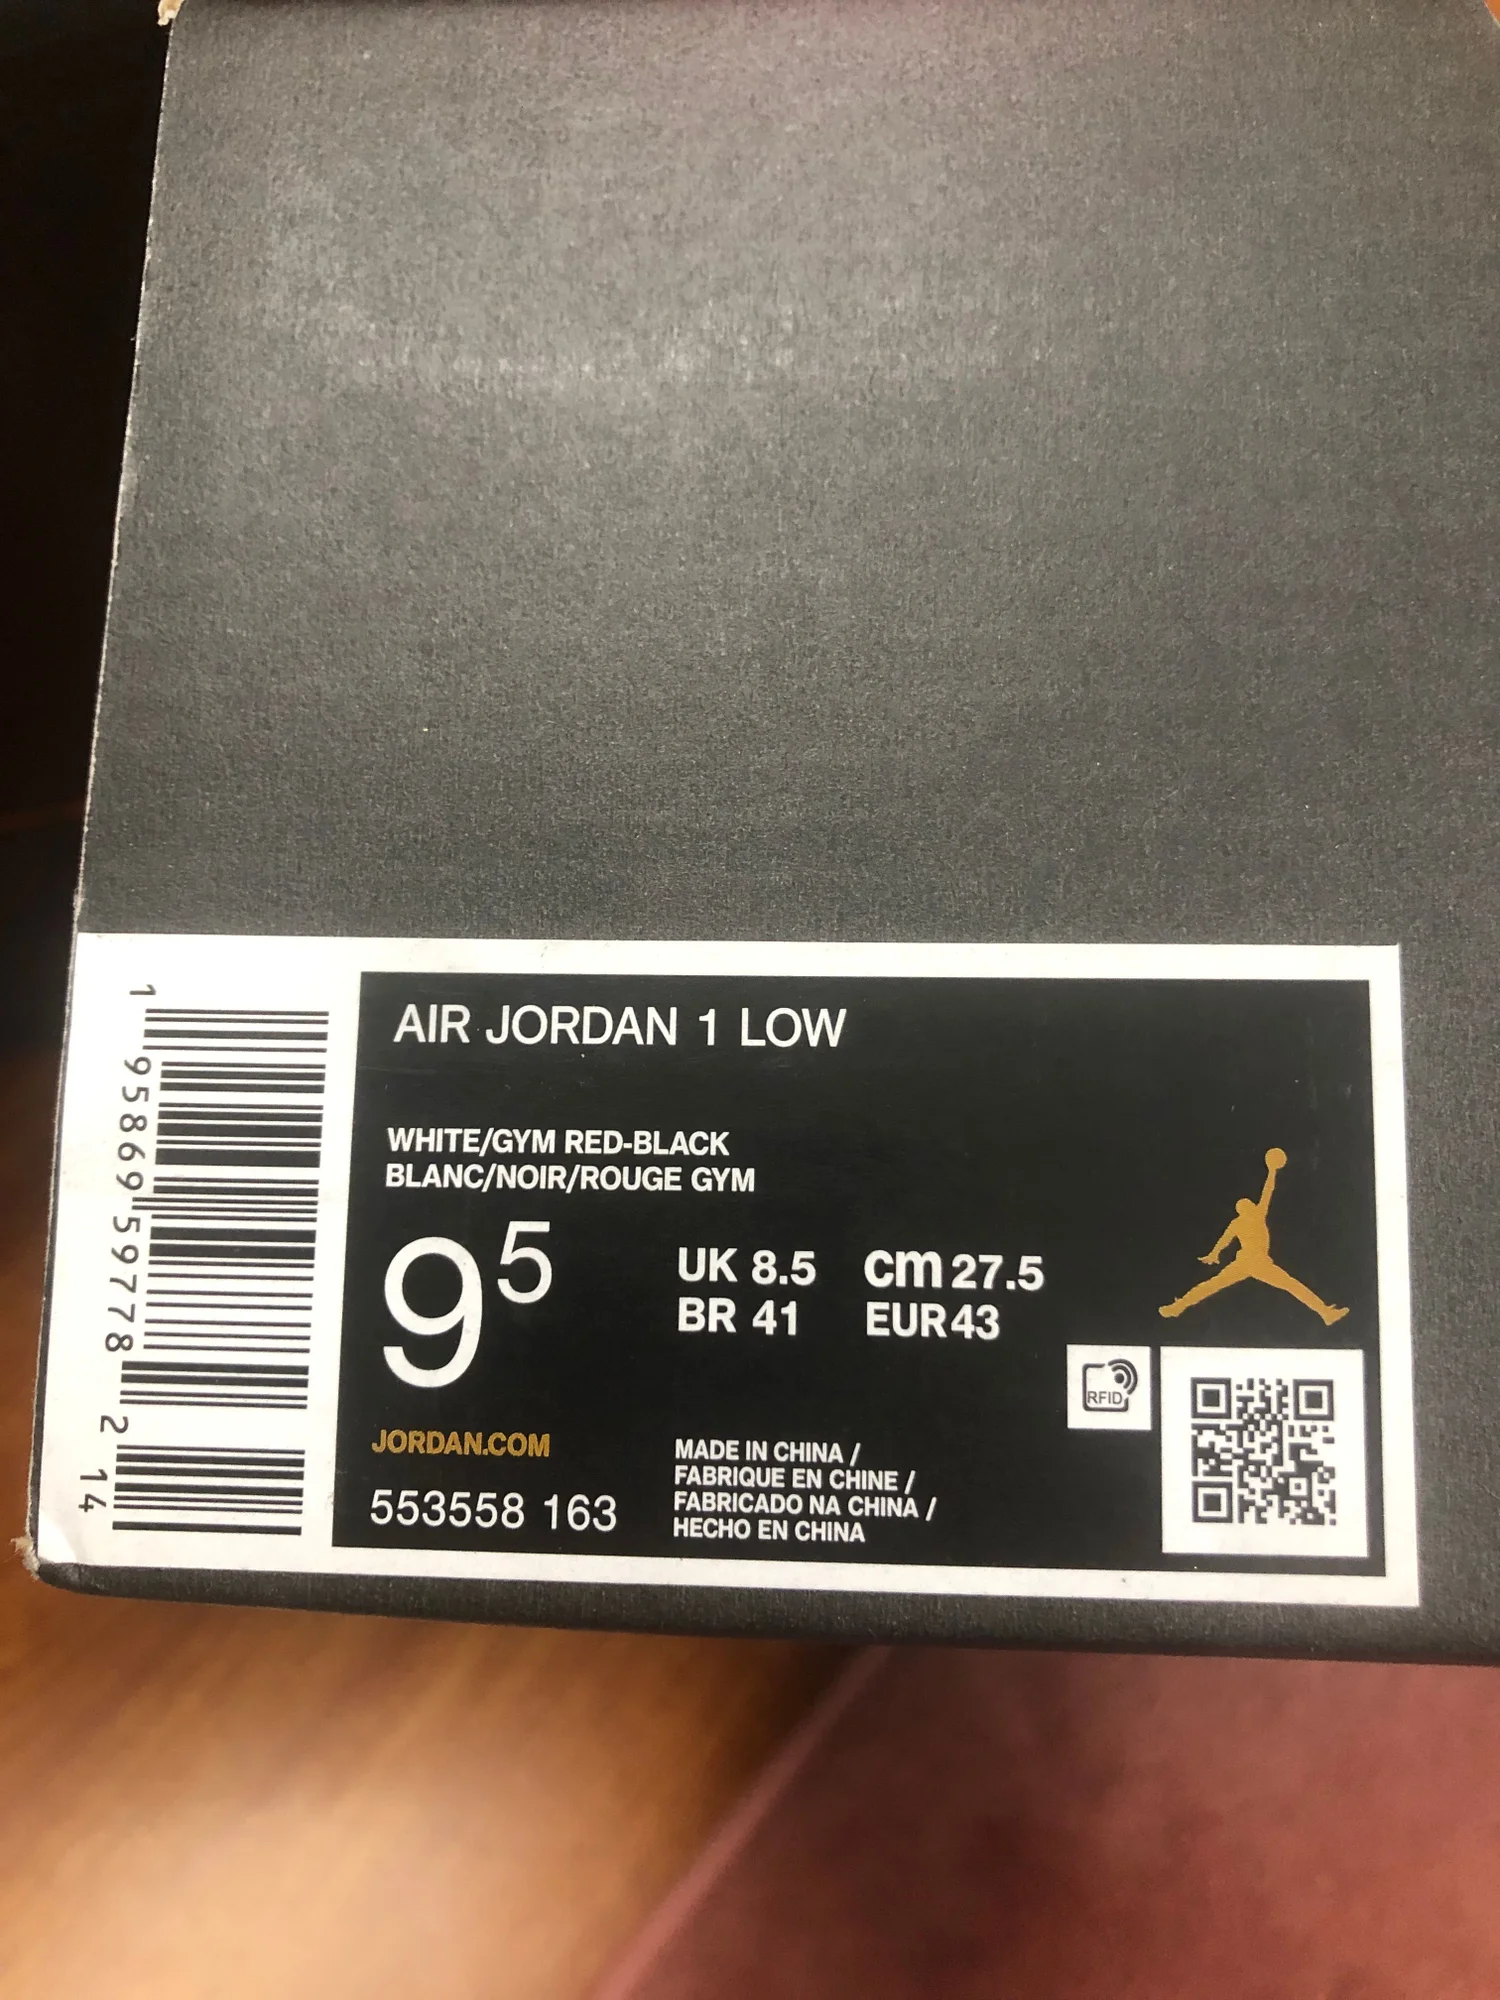 AIR JORDAN 1 LOW
WHITE/GYM RED-BLACK
BLANC/NOIR/ROUGE GYM
9 5
UK 8.5 cm 27.5
BR 41 EUR 43
RFID
JORDAN.COM
553558 163
MADE IN CHINA /
FABRIQUE EN CHINE /
FABRICADO NA CHINA /
HECHO EN CHINA
1 95869 59778 2 14